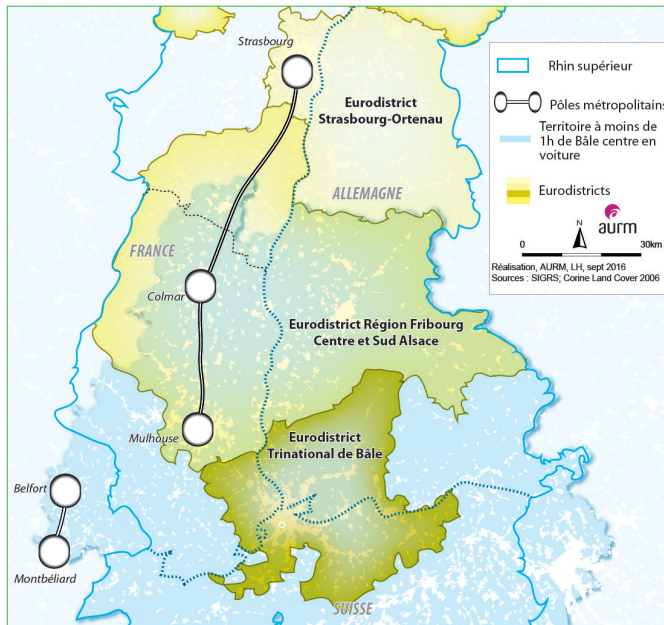 Strasbourg
Eurodistrict
Strasbourg-Ortenau
ALLEMAGNE
FRANCE
Colmar
Eurodistrict Région Fribourg
Centre et Sud Alsace
Mulhouse
Eurodistrict
Trinational de Bâle
Belfort
Montbéliard
SUISSE
Rhin supérieur
Pôles métropolitains
Territoire à moins de
1h de Bâle centre en
voiture
Eurodistricts
N
aurm
0 30km
Réalisation, AURM, LH, sept 2016
Sources : SIGRS; Corine Land Cover 2006